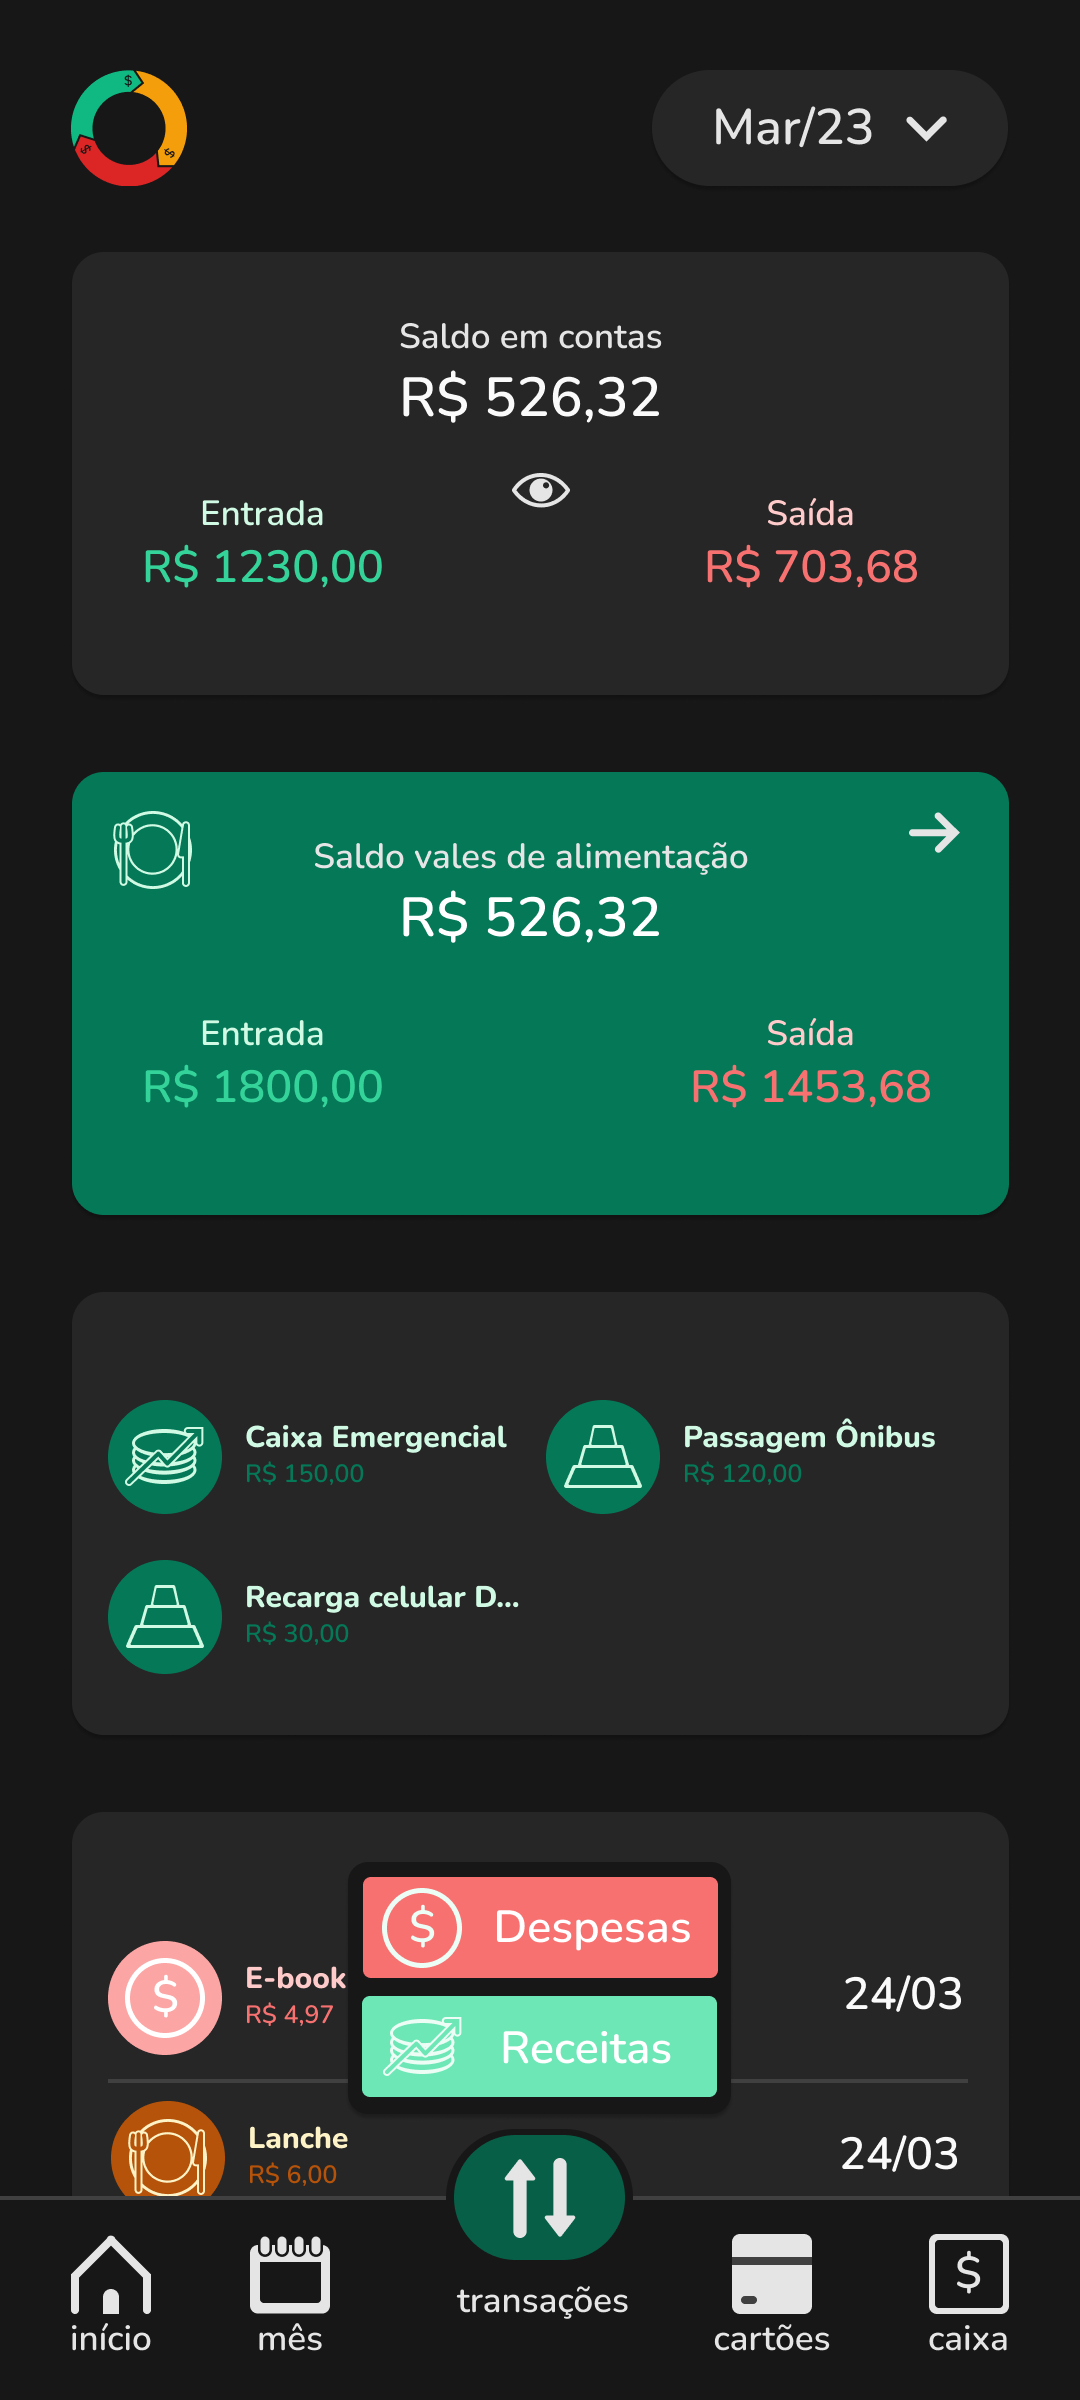 Mar/23
Saldo em contas
R$ 526,32
Entrada
Saída
R$ 1230,00
R$ 703,68
Saldo vales de alimentação
R$ 526,32
Entrada
Saída
R$ 1800,00
R$ 1453,68
Caixa Emergencial
R$ 150,00
Passagem Ônibus
R$ 120,00
Recarga celular D...
R$ 30,00
$ Despesas
Receitas
$
E-book
R$ 4,97
24/03
Lanche
R$ 6,00
24/03
início
mês
transações
cartões
$
caixa